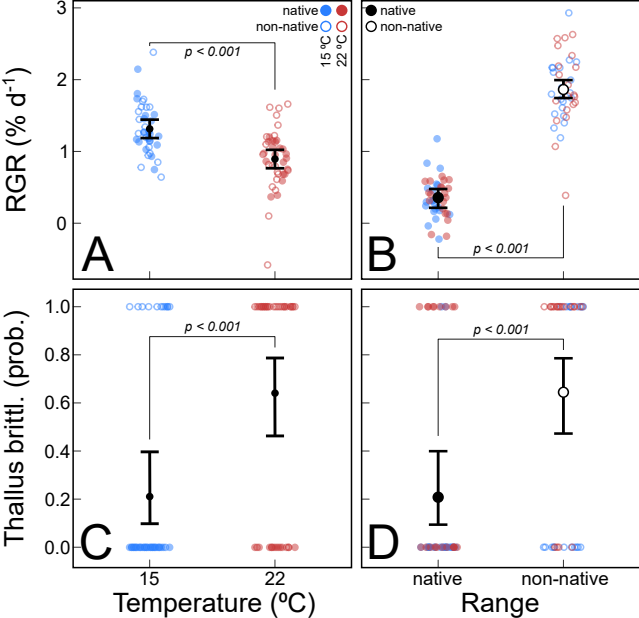 native
non-native
15 ºC
22 ºC
native
non-native
3
2
1
0
RGR (% d-1)
p < 0.001
A
p < 0.001
B
1.0
0.8
0.6
0.4
0.2
0.0
Thallus brittl. (prob.)
p < 0.001
C
p < 0.001
D
15
22
native
non-native
Temperature (ºC)
Range